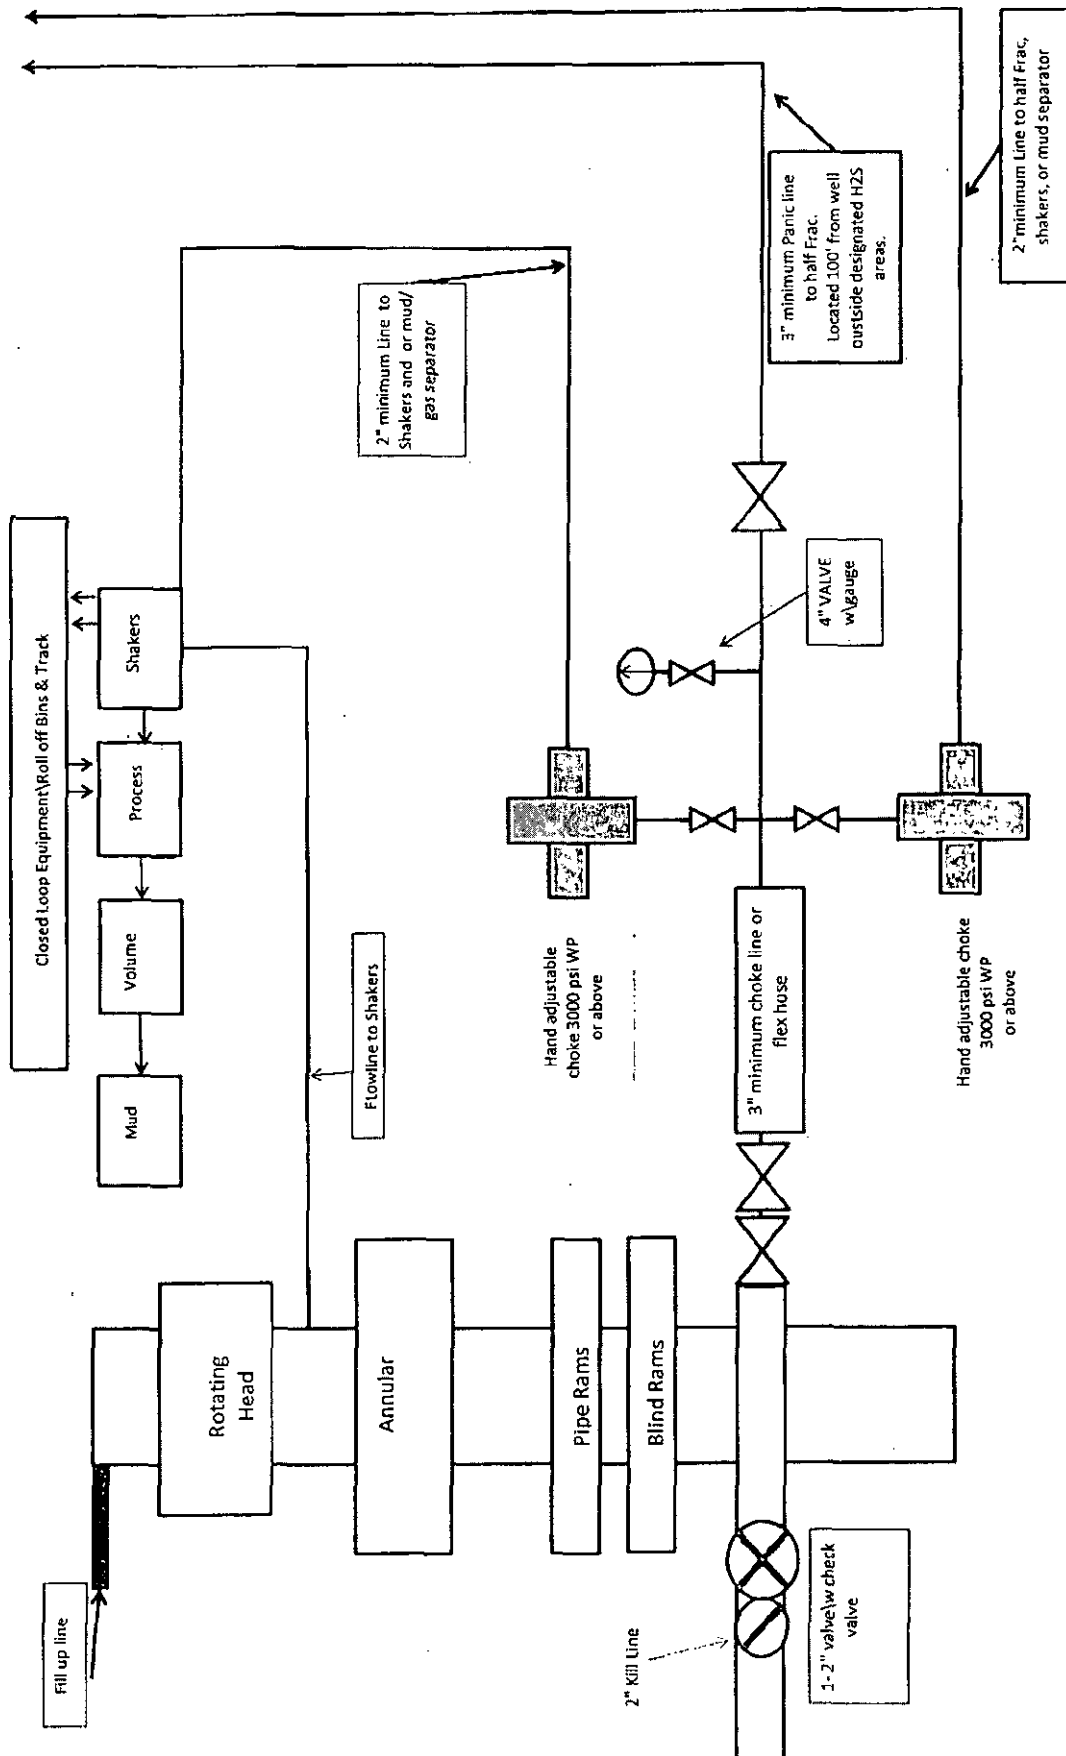 Closed Loop Equipment\Roll off Bins & Track
Mud
Volume
Process
Shakers
Fill up line
Rotating
Head
Flowline to Shakers
2" minimum Line to
Shakers and or mud/
gas separator
Annular
Pipe Rams
Blind Rams
Hand adjustable
choke 3000 psi WP
or above
2" Kill Line
3" minimum choke line or
flex huse
4" VALVE
w\gauge
3" minimum Panic line
to half Frac.
Located 100' from well
oustside designated H2S
areas.
1-2" valve\w check
valve
Hand adjustable choke
3000 psi WP
or above
2"minimum Line to half Frac,
shakers, or mud separator